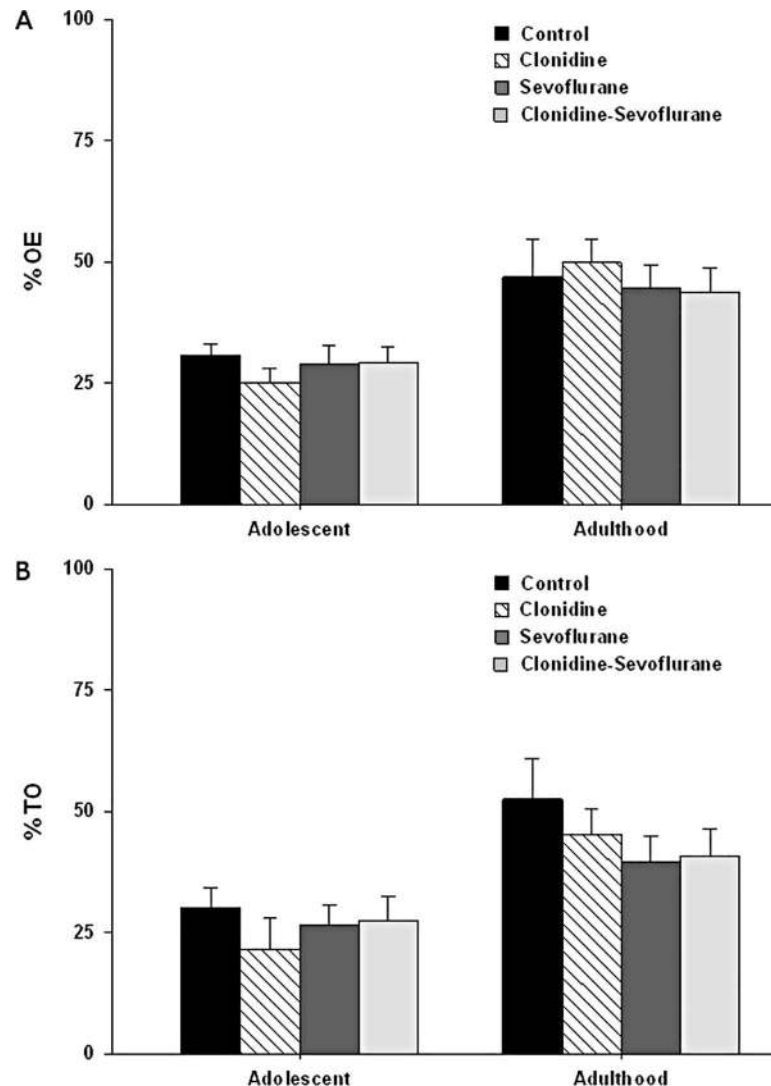 A
100
75
50
25
0
%OE
Control
Clonidine
Sevoflurane
Clonidine-Sevoflurane
Adolescent
Adulthood
B
100
75
50
25
0
%TO
Control
Clonidine
Sevoflurane
Clonidine-Sevoflurane
Adolescent
Adulthood